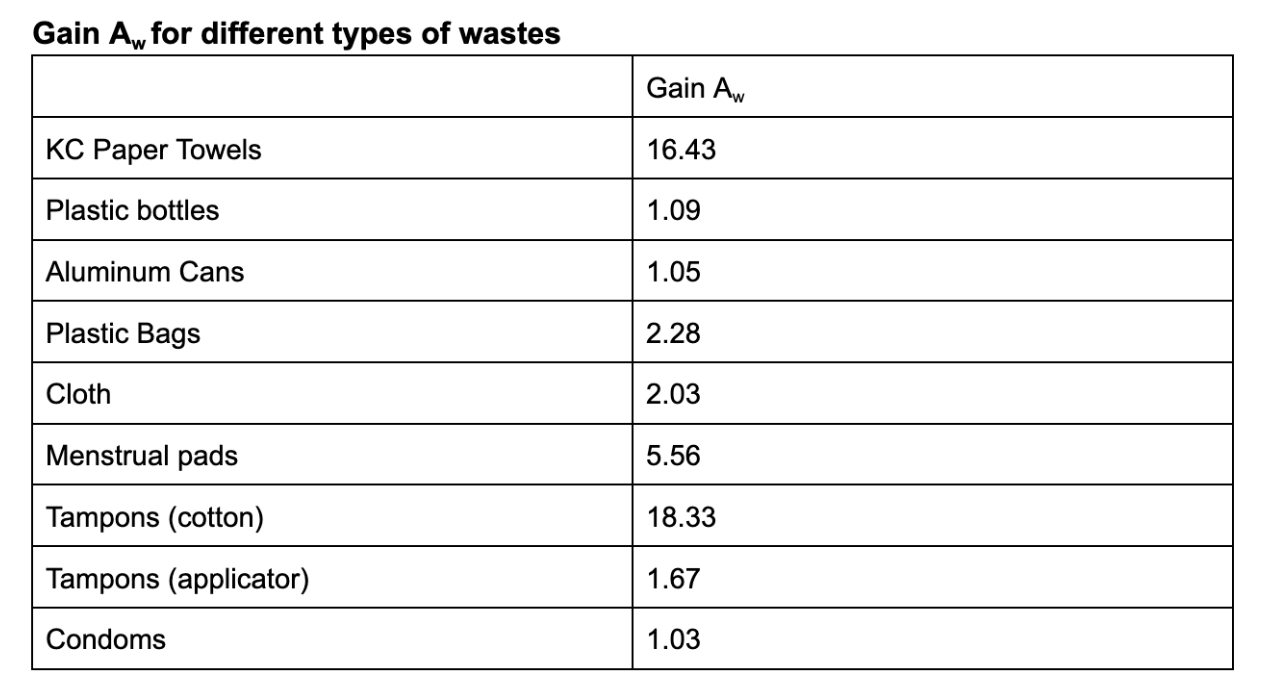 Gain Aw for different types of wastes
Gain Aw
KC Paper Towels 16.43
Plastic bottles 1.09
Aluminum Cans 1.05
Plastic Bags 2.28
Cloth 2.03
Menstrual pads 5.56
Tampons (cotton) 18.33
Tampons (applicator) 1.67
Condoms 1.03